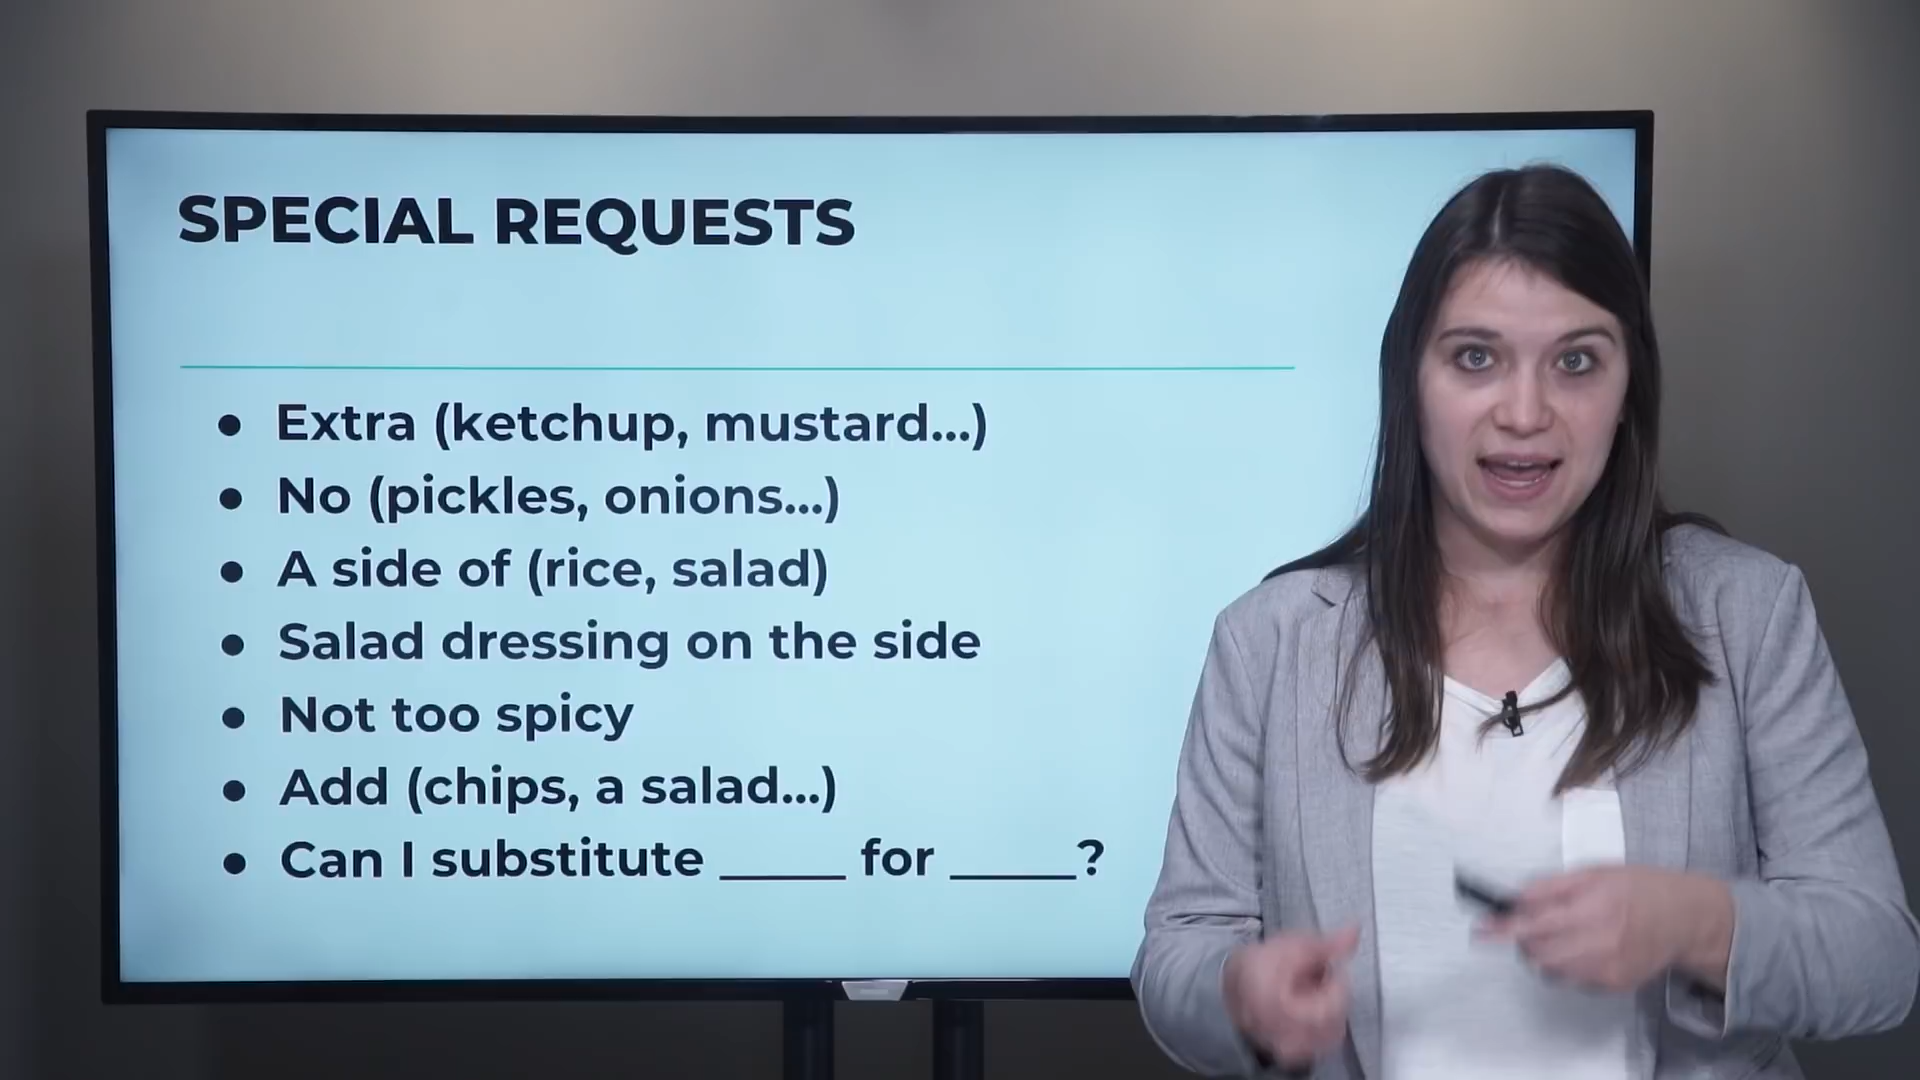 SPECIAL REQUESTS
● Extra (ketchup, mustard...)
● No (pickles, onions...)
● A side of (rice, salad)
● Salad dressing on the side
● Not too spicy
● Add (chips, a salad...)
● Can I substitute _____ for _____?